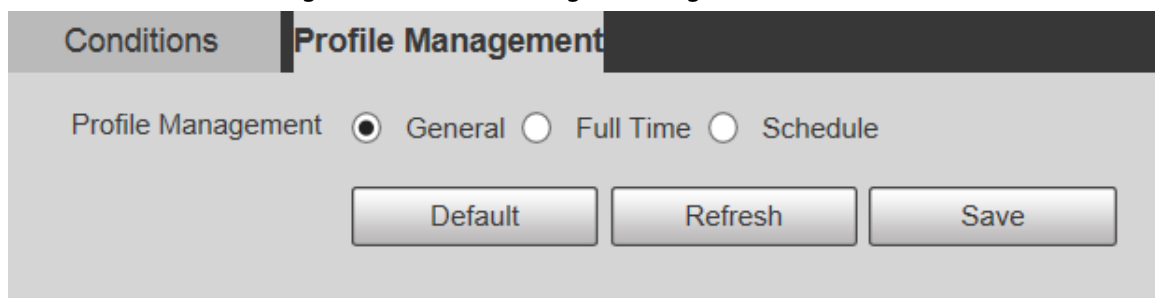 Conditions Profile Management
Profile Management General Full Time Schedule
Default Refresh Save